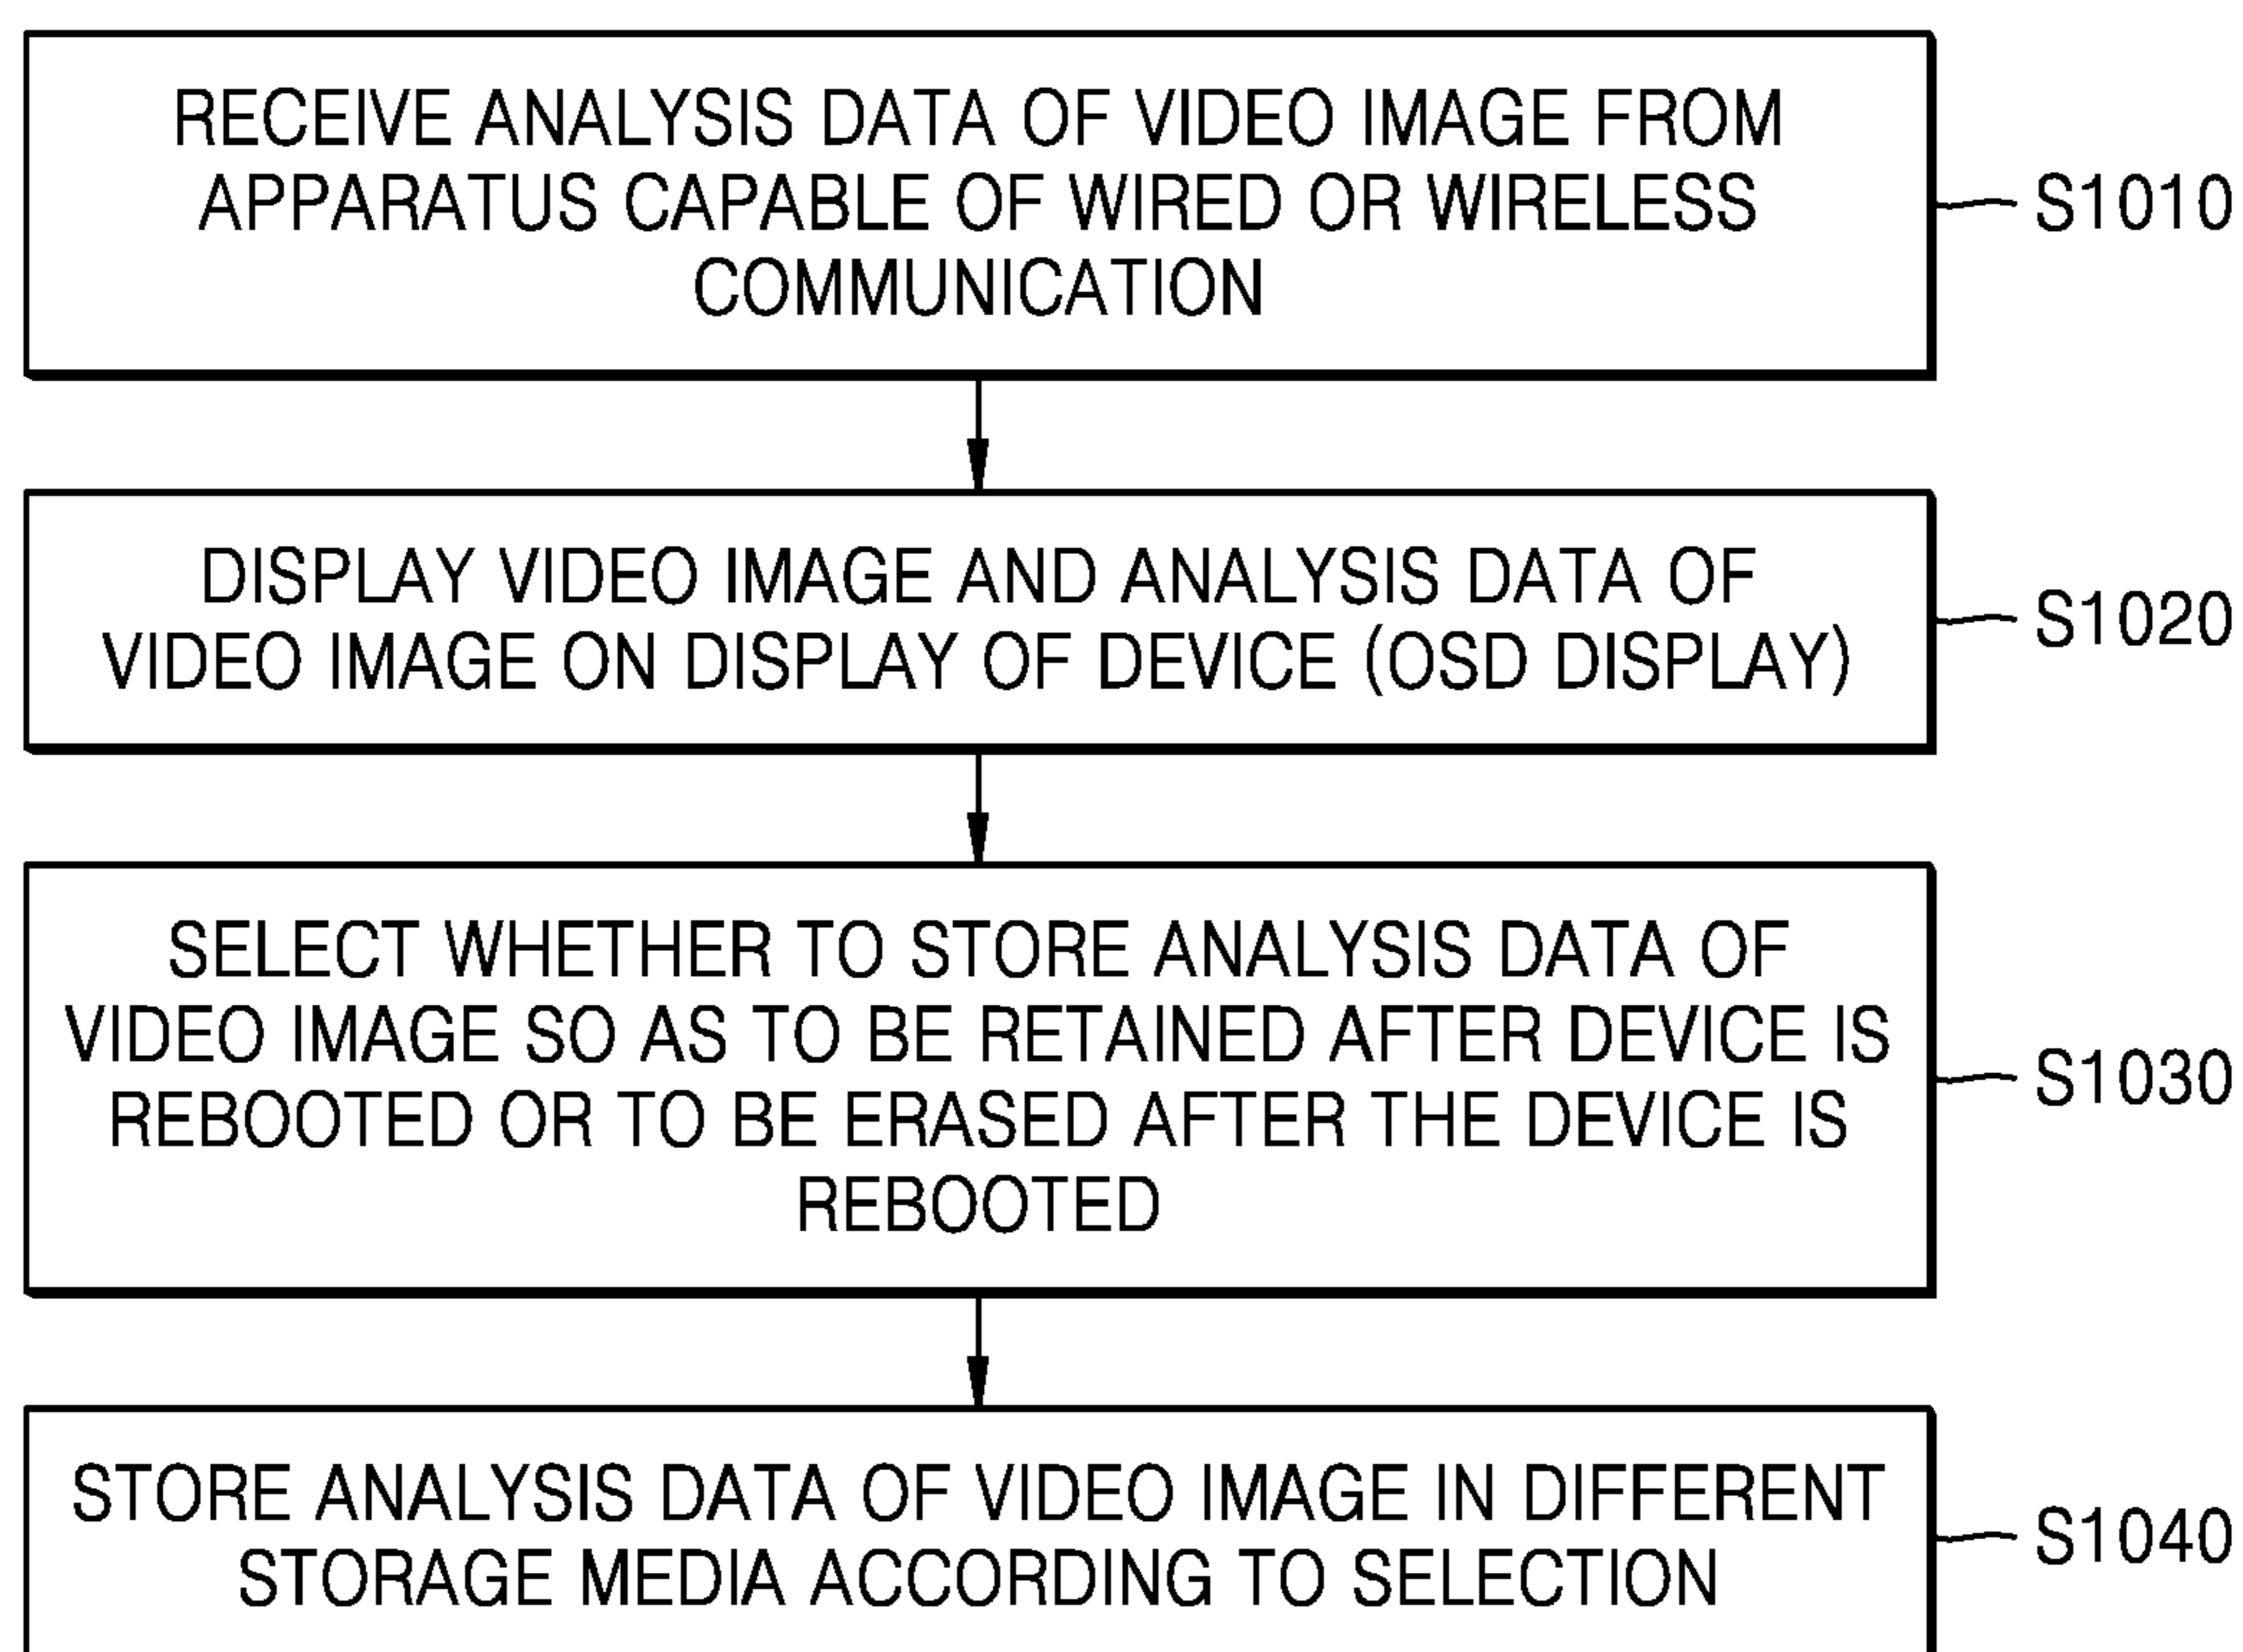 RECEIVE ANALYSIS DATA OF VIDEO IMAGE FROM
APPARATUS CAPABLE OF WIRED OR WIRELESS
COMMUNICATION
S1010
DISPLAY VIDEO IMAGE AND ANALYSIS DATA OF
VIDEO IMAGE ON DISPLAY OF DEVICE (OSD DISPLAY)
S1020
SELECT WHETHER TO STORE ANALYSIS DATA OF
VIDEO IMAGE SO AS TO BE RETAINED AFTER DEVICE IS
REBOOTED OR TO BE ERASED AFTER THE DEVICE IS
REBOOTED
S1030
STORE ANALYSIS DATA OF VIDEO IMAGE IN DIFFERENT
STORAGE MEDIA ACCORDING TO SELECTION
S1040